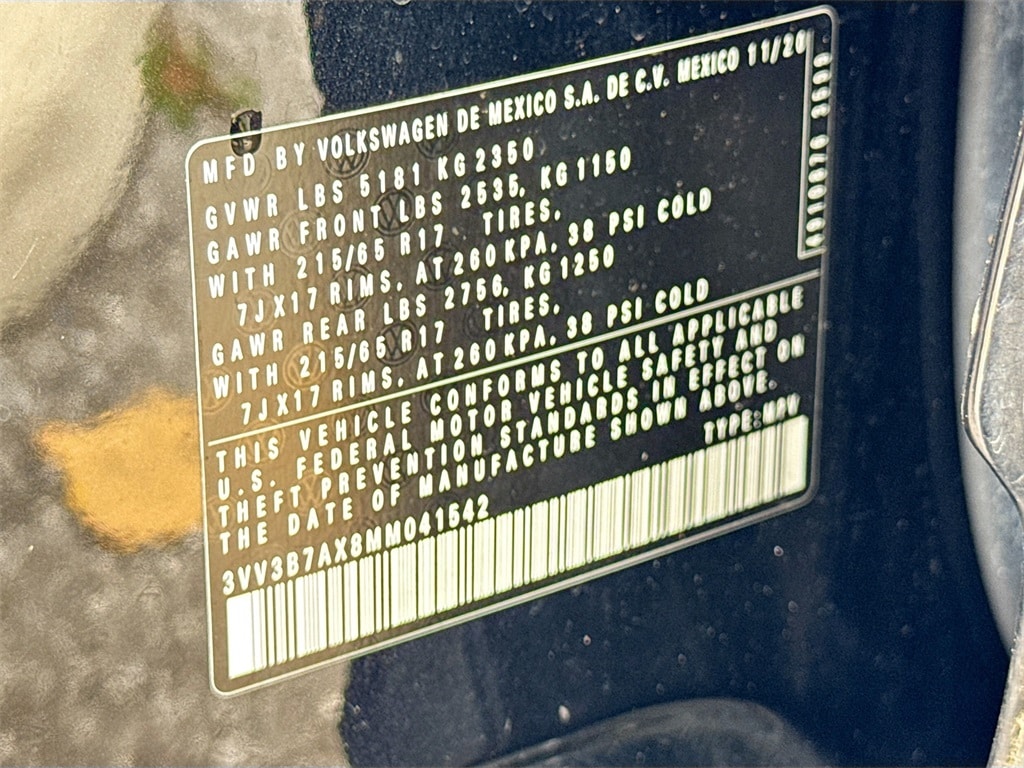 MFD BY VOLKSWAGEN DE MEXICO S.A. DE C.V. MEXICO 11/20
GVWR LBS 5181 KG 2350
GAWR FRONT LBS 2535, KG 1150
WITH 215/65 R17 TIRES,
7JX17 RIMS, AT 260 KPA, 38 PSI COLD
GAWR REAR LBS 2756, KG 1250
WITH 215/65 R17 TIRES,
7JX17 RIMS, AT 260 KPA, 38 PSI COLD
THIS VEHICLE CONFORMS TO ALL APPLICABLE
U.S. FEDERAL MOTOR VEHICLE SAFETY AND
THEFT PREVENTION STANDARDS IN EFFECT ON
THE DATE OF MANUFACTURE SHOWN ABOVE.
TYPE: MPV
3VV3B7AX8MM041542